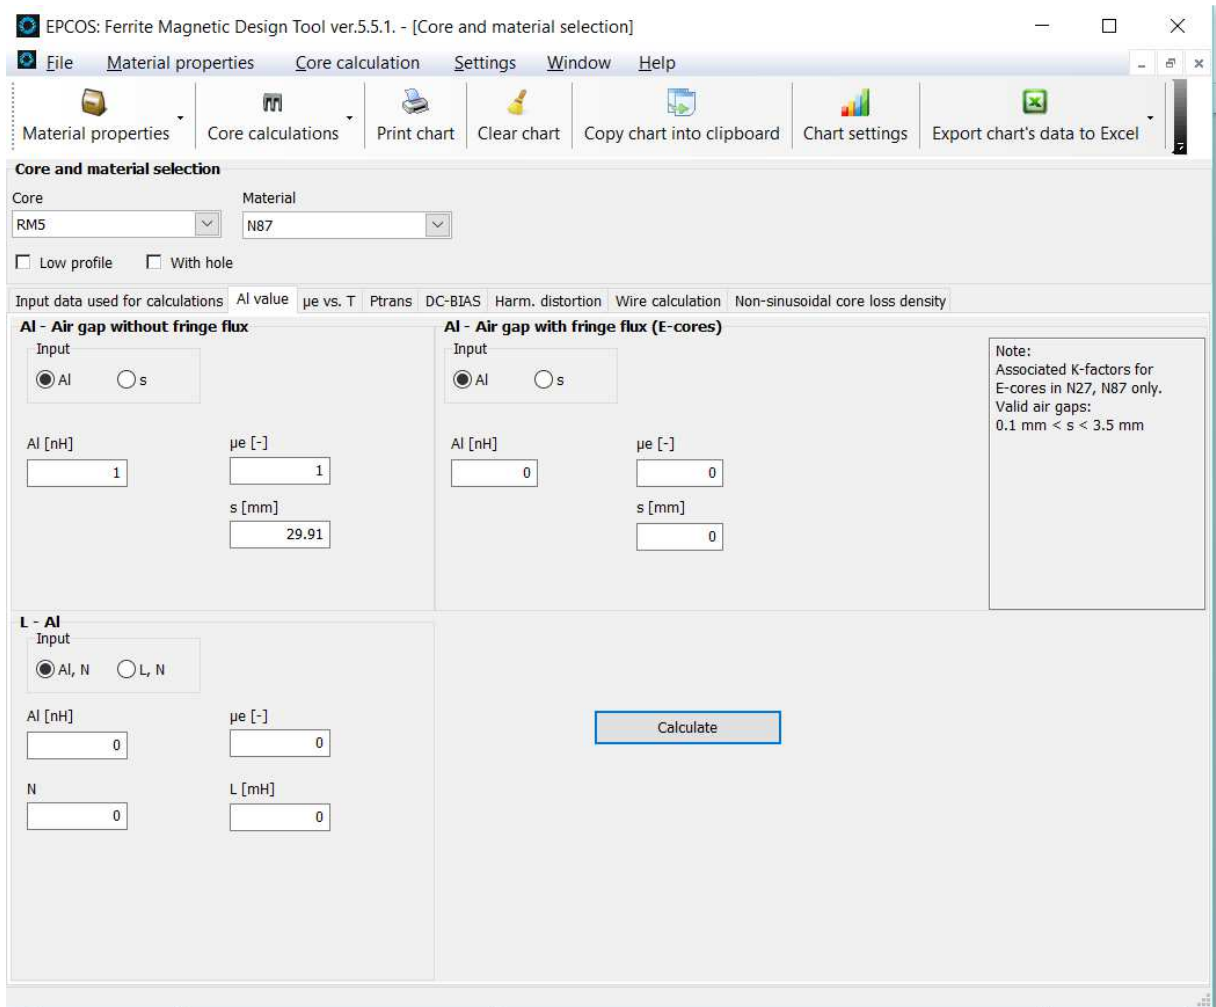 EPCOS: Ferrite Magnetic Design Tool ver.5.5.1. - [Core and material selection]
File Material properties Core calculation Settings Window Help
Material properties Core calculations Print chart Clear chart Copy chart into clipboard Chart settings Export chart's data to Excel
Core and material selection
Core Material
RM5 N87
Low profile With hole
Input data used for calculations Al value µe vs. T Ptrans DC-BIAS Harm. distortion Wire calculation Non-sinusoidal core loss density
Al - Air gap without fringe flux
Input
Al s
Al [nH] µe [-]
1 1
s [mm]
29.91
Al - Air gap with fringe flux (E-cores)
Input
Al s
Al [nH] µe [-]
0 0
s [mm]
0
Note:
Associated K-factors for
E-cores in N27, N87 only.
Valid air gaps:
0.1 mm < s < 3.5 mm
L - Al
Input
Al, N L, N
Al [nH] µe [-]
0 0
N L [mH]
0 0
Calculate